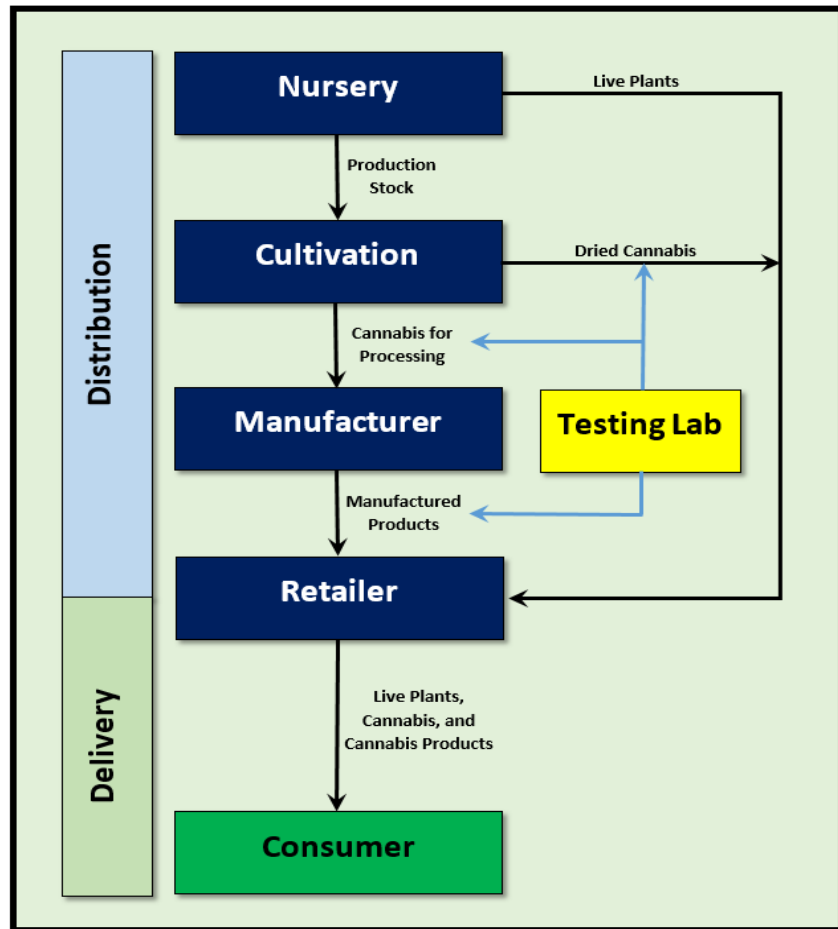 Nursery
Live Plants
Production
Stock
Cultivation
Dried Cannabis
Cannabis for
Processing
Manufacturer
Testing Lab
Manufactured
Products
Retailer
Live Plants,
Cannabis, and
Cannabis Products
Consumer
Distribution
Delivery